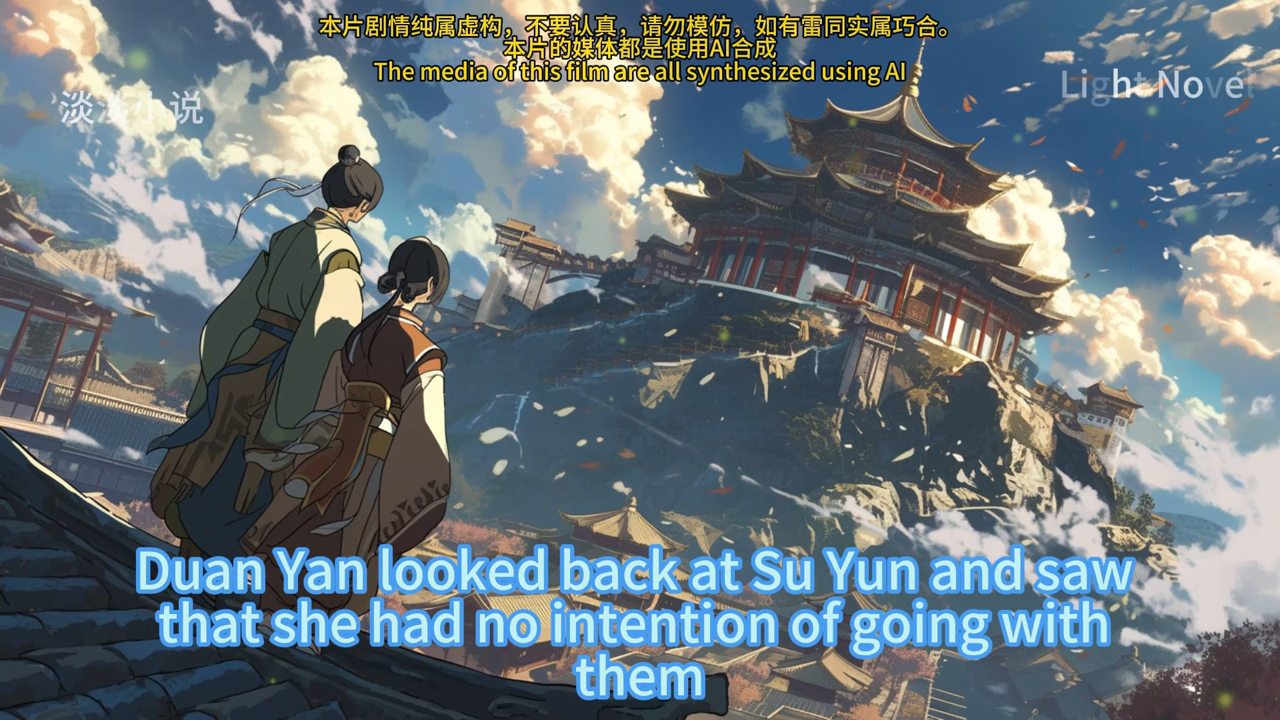 本片剧情纯属虚构，不要认真，请勿模仿，如有雷同实属巧合。
本片的媒体都是使用AI合成
The media of this film are all synthesized using AI
Light Novel
淡淡小说
Duan Yan looked back at Su Yun and saw
that she had no intention of going with
them